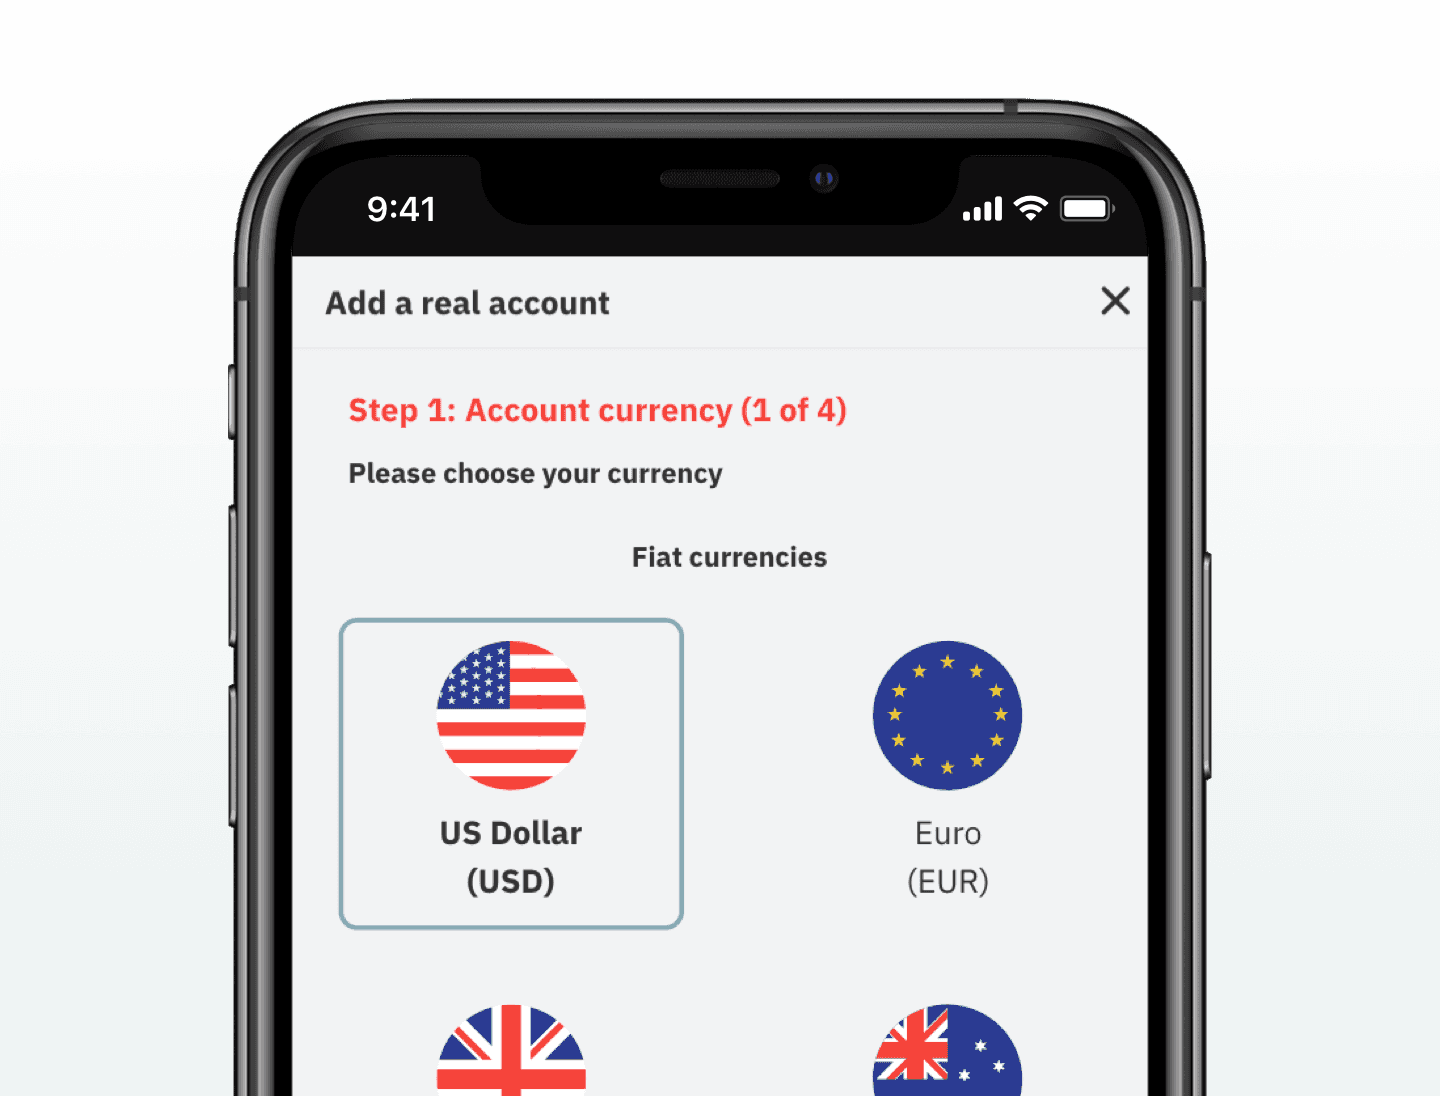 9:41
Add a real account
Step 1: Account currency (1 of 4)
Please choose your currency
Fiat currencies
US Dollar
(USD)
Euro
(EUR)